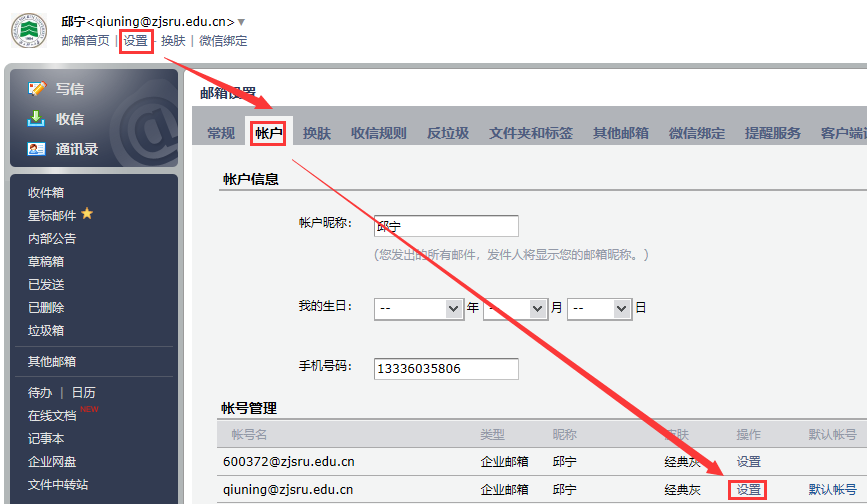 邱宁<qiuning@zjsru.edu.cn>
邮箱首页 | 设置 - 换肤 | 微信绑定
写信
收信
通讯录
收件箱
星标邮件
内部公告
草稿箱
已发送
已删除
垃圾箱
其他邮箱
待办 | 日历
在线文档 NEW
记事本
企业网盘
文件中转站
邮箱设置
常规 帐户 换肤 收信规则 反垃圾 文件夹和标签 其他邮箱 微信绑定 提醒服务 客户端
帐户信息
帐户昵称: 邱宁
(您发出的所有邮件，发件人将显示您的邮箱昵称。)
我的生日: -- 年 -- 月 -- 日
手机号码: 13336035806
帐号管理
帐号名 类型 昵称 皮肤 操作 默认帐号
600372@zjsru.edu.cn 企业邮箱 邱宁 经典灰 设置
qiuning@zjsru.edu.cn 企业邮箱 邱宁 经典灰 设置 默认帐号